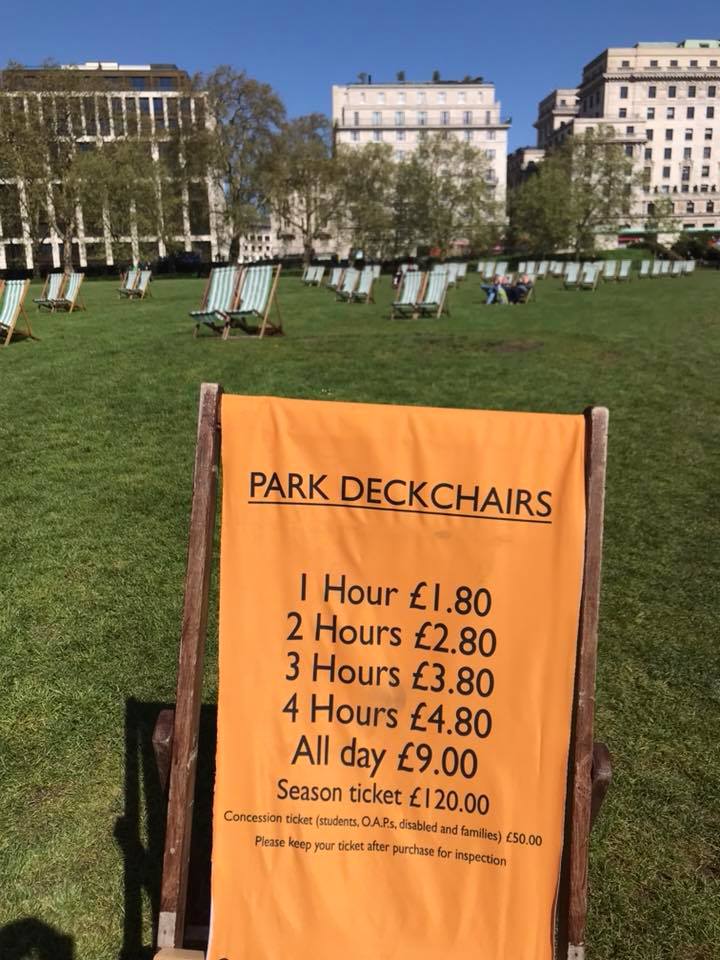 PARK DECKCHAIRS
1 Hour £1.80
2 Hours £2.80
3 Hours £3.80
4 Hours £4.80
All day £9.00
Season ticket £120.00
Concession ticket (students, O.A.P.s, disabled and families) £50.00
Please keep your ticket after purchase for inspection